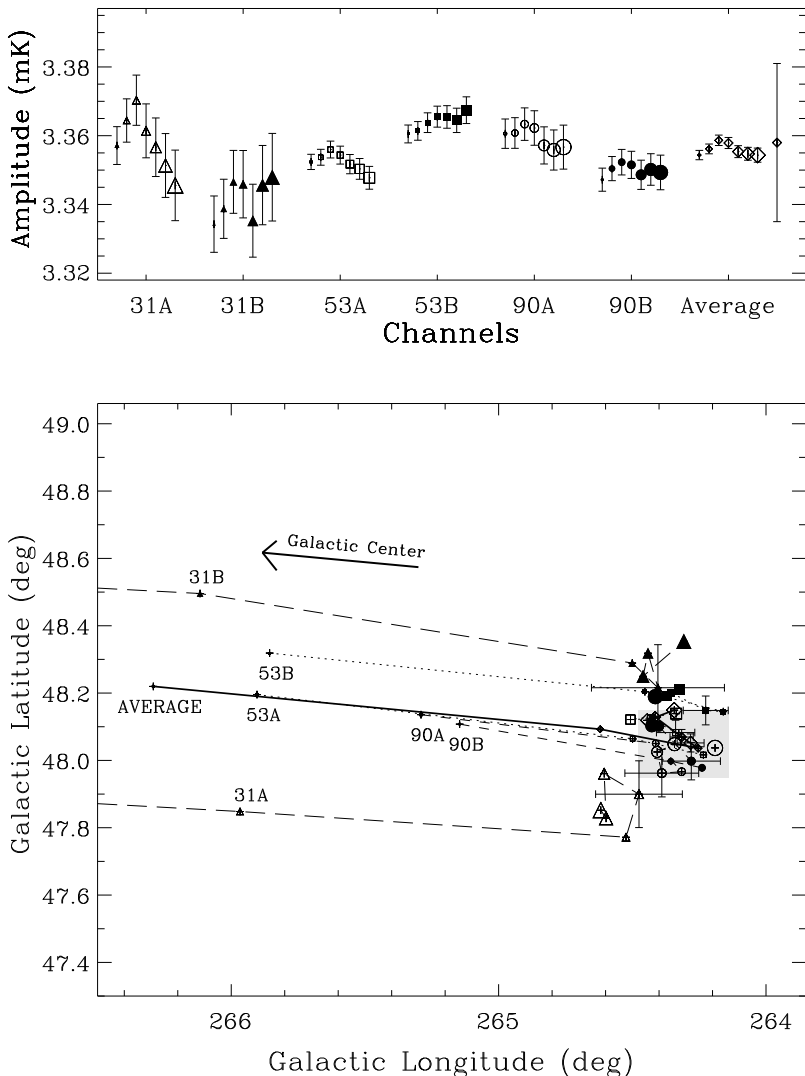 Amplitude (mK)
3.38
3.36
3.34
3.32
31A 31B 53A 53B 90A 90B Average
Channels
Galactic Latitude (deg)
49.0
48.8
48.6
48.4
48.2
48.0
47.8
47.6
47.4
Galactic Center
31B
53B
AVERAGE
53A
90A
90B
31A
266 265 264
Galactic Longitude (deg)